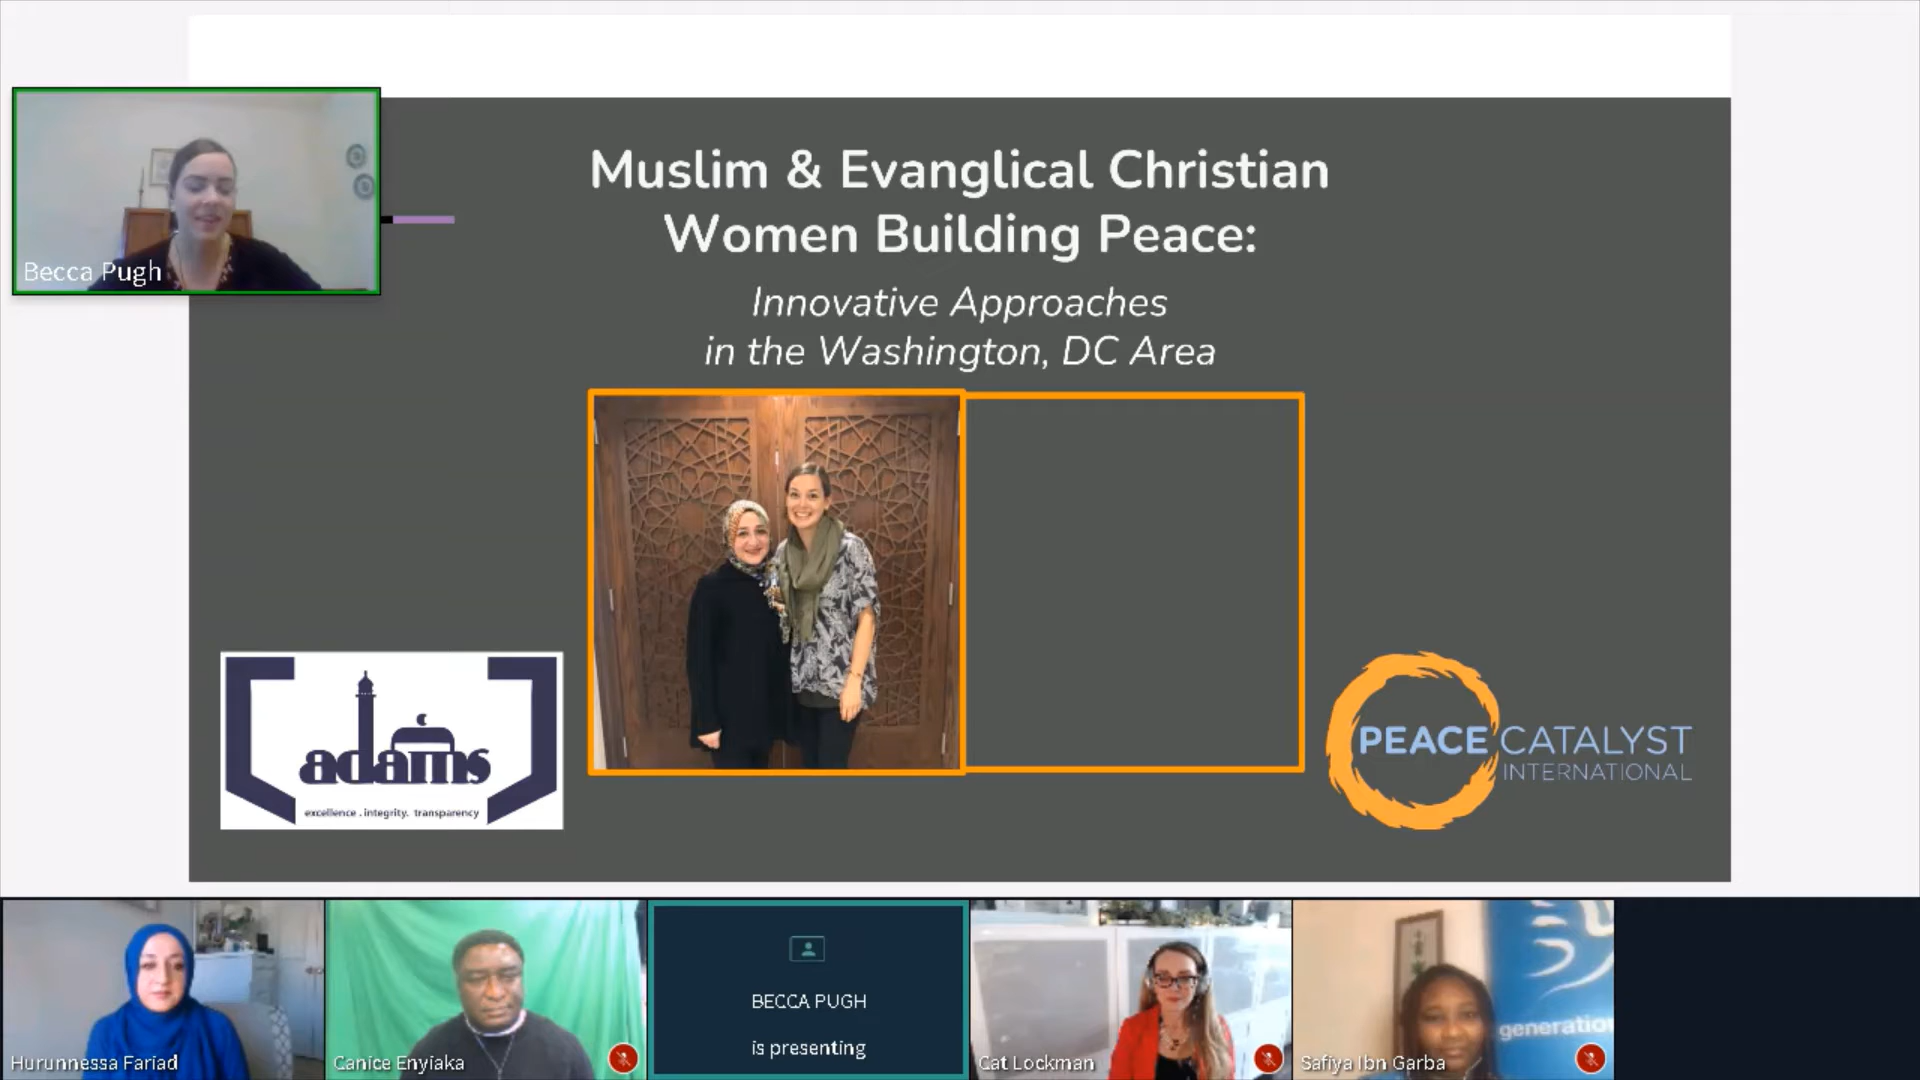 Muslim & Evanglical Christian
Women Building Peace:
Innovative Approaches
in the Washington, DC Area
Becca Pugh
adams
excellence . integrity. transparency
PEACE CATALYST
INTERNATIONAL
Hurunnessa Fariad
Canice Enyiaka
BECCA PUGH
is presenting
Cat Lockman
Safiya Ibn Garba
generation